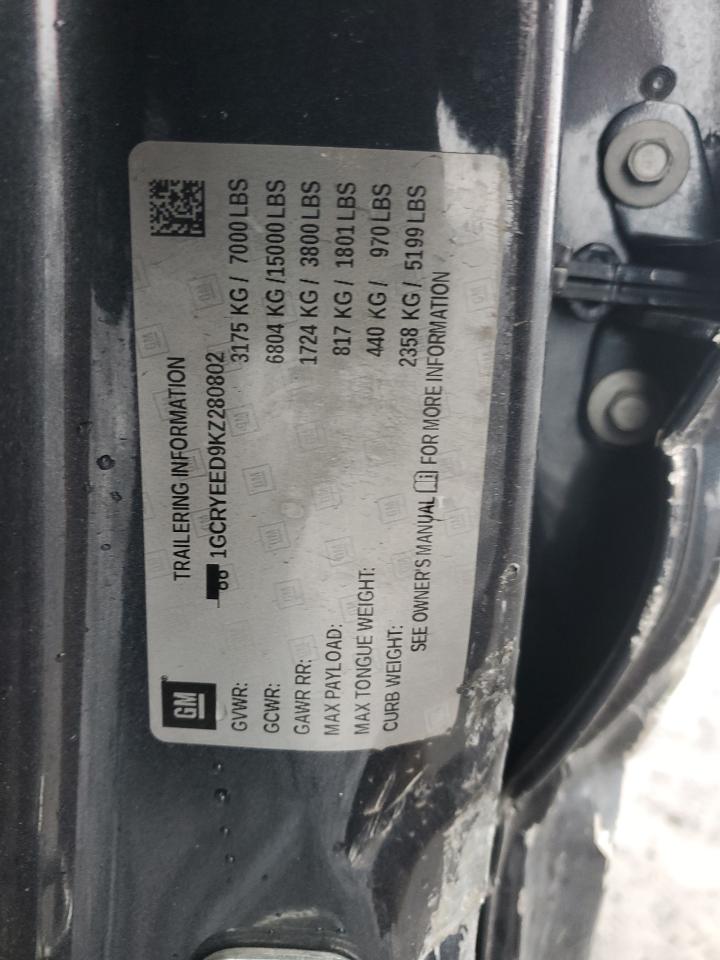 GM
TRAILERING INFORMATION
1GCRYEED9KZ280802
GVWR: 3175 KG / 7000 LBS
GCWR: 6804 KG /15000 LBS
GAWR RR: 1724 KG / 3800 LBS
MAX PAYLOAD: 817 KG / 1801 LBS
MAX TONGUE WEIGHT: 440 KG / 970 LBS
CURB WEIGHT: 2358 KG / 5199 LBS
SEE OWNER'S MANUAL FOR MORE INFORMATION